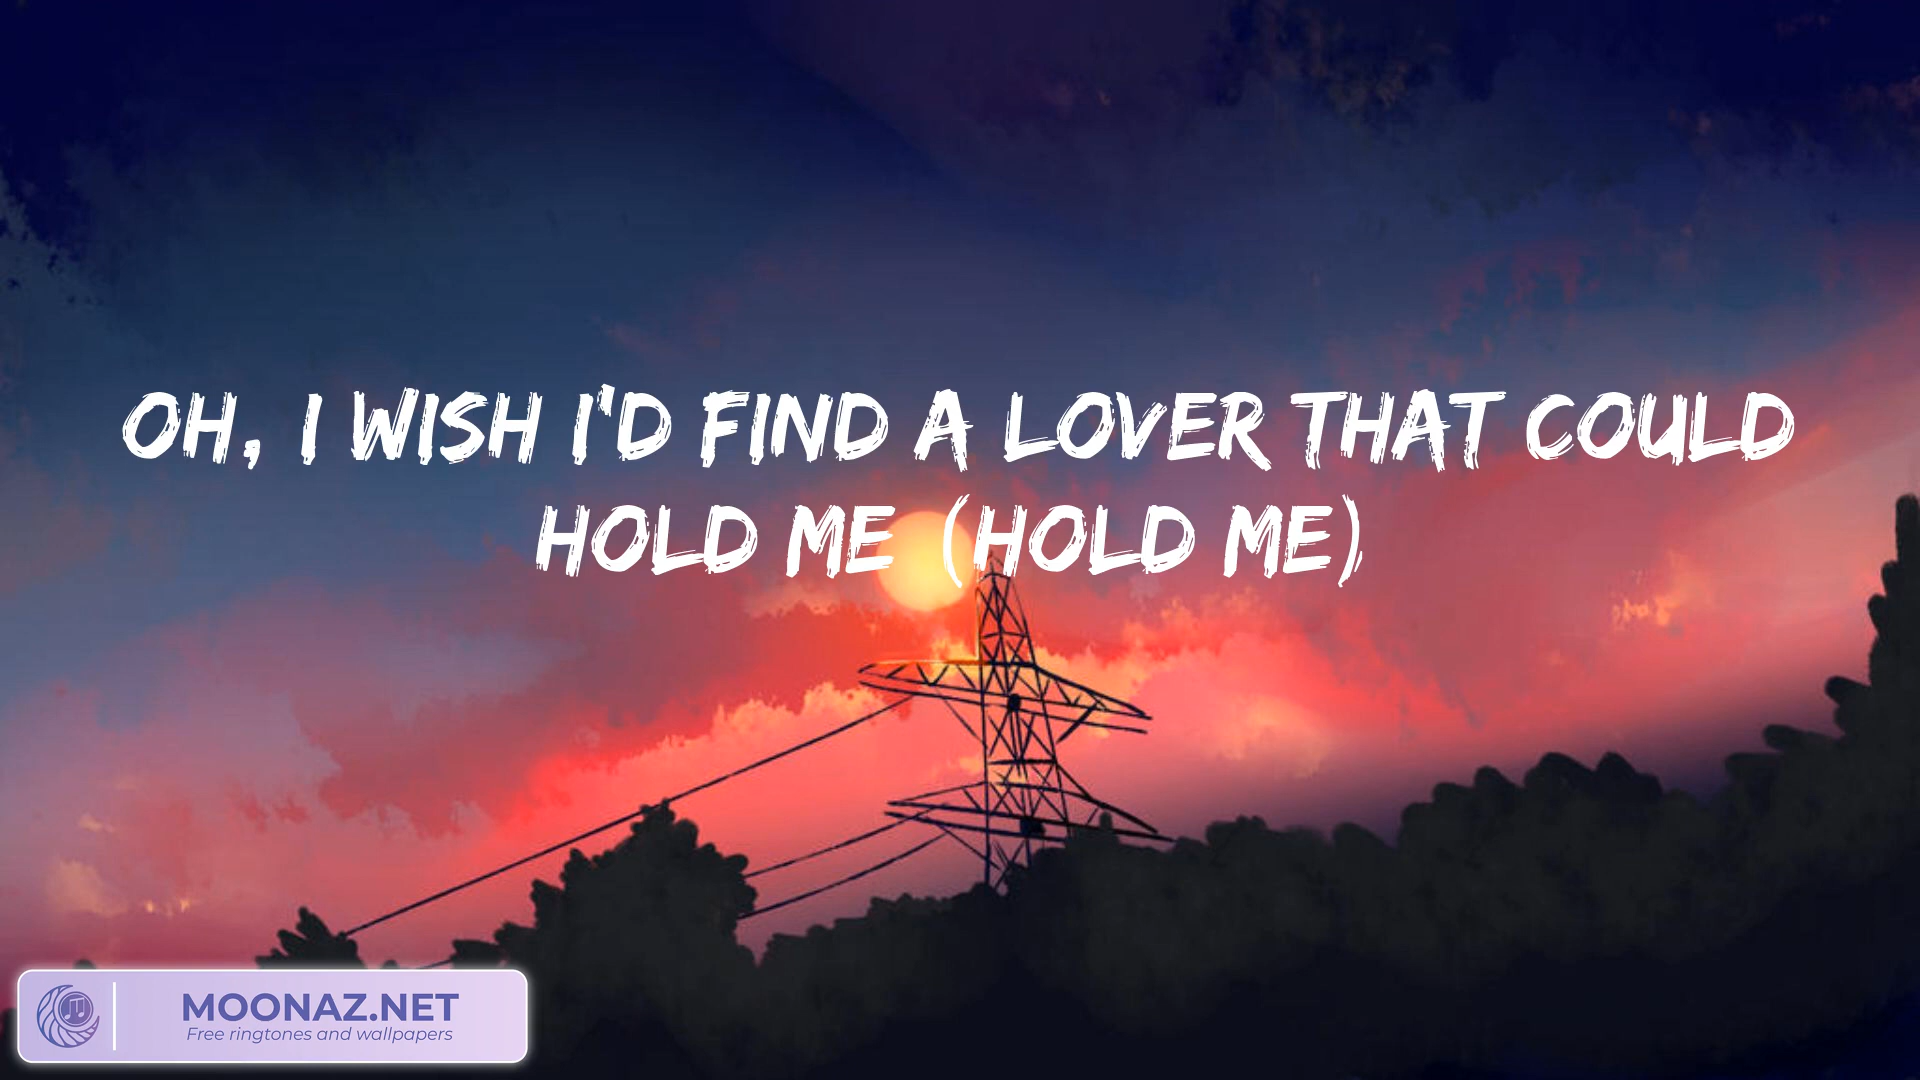 OH, I WISH I'D FIND A LOVER THAT COULD
HOLD ME (HOLD ME)
MOONAZ.NET
Free ringtones and wallpapers